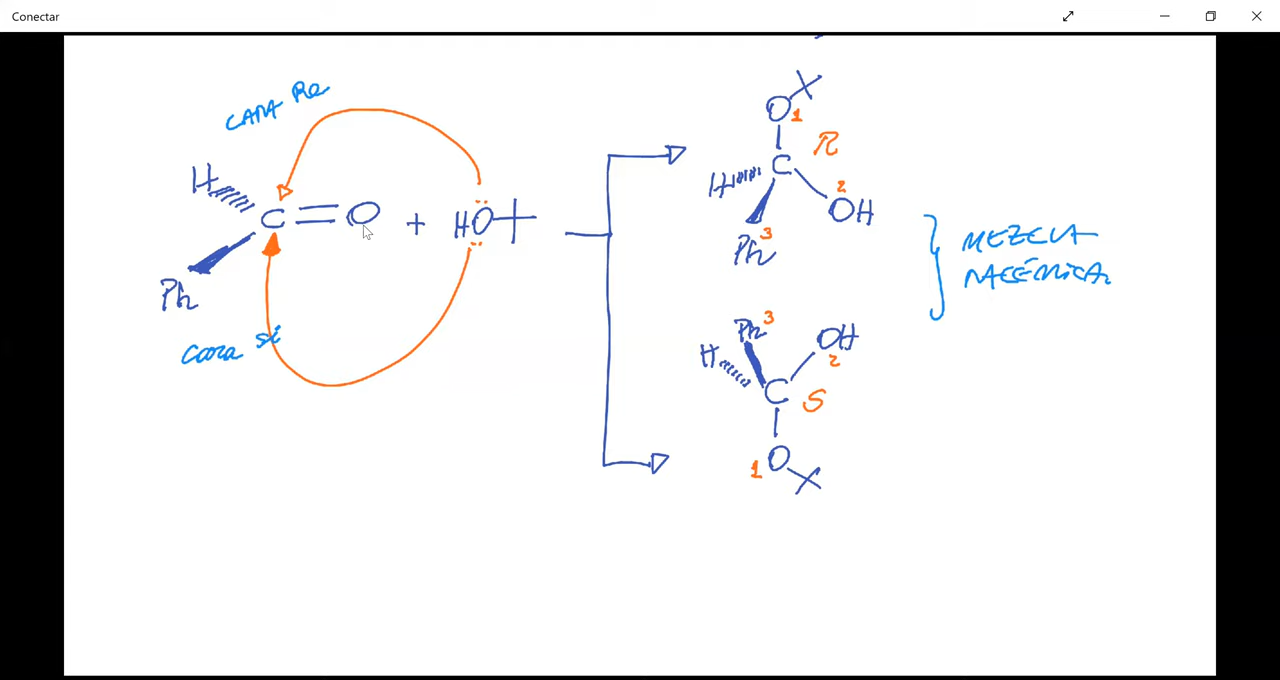 Conectar
CARA Re
H
C=O + HO
Ph
cara si
O 1
R
H C
2
OH
Ph 3
MEZCLA
RACÉMICA
Ph 3 OH
H 2
C S
1 O